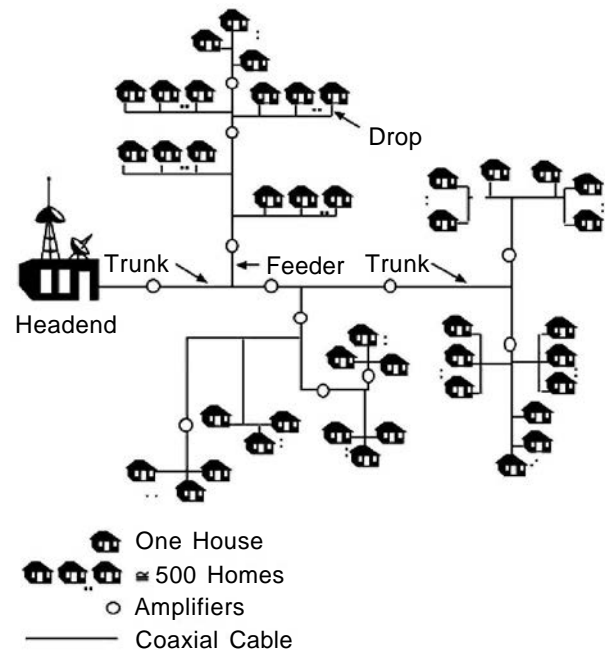 Drop
Trunk
Feeder
Trunk
Headend
One House
≅ 500 Homes
Amplifiers
Coaxial Cable